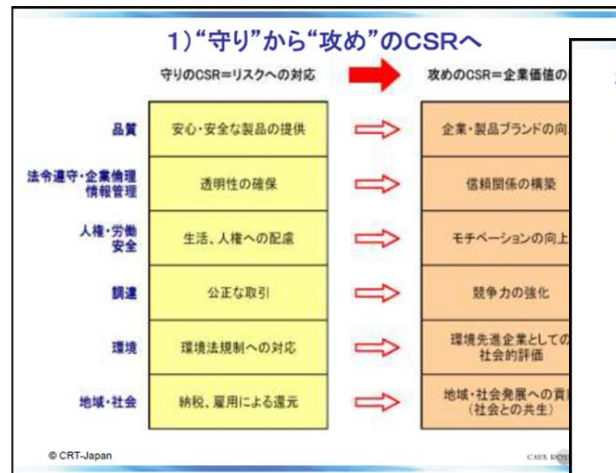 1)“守り”から“攻め”のCSRへ
守りのCSR=リスクへの対応
攻めのCSR=企業価値の
品質
安心・安全な製品の提供
企業・製品ブランドの向
法令遵守・企業倫理
情報管理
透明性の確保
信頼関係の構築
人権・労働
安全
生活、人権への配慮
モチベーションの向上
調達
公正な取引
競争力の強化
環境
環境法規制への対応
環境先進企業としての
社会的評価
地域・社会
納税、雇用による還元
地域・社会発展への貢
(社会との共生)
© CRT-Japan
CAUX